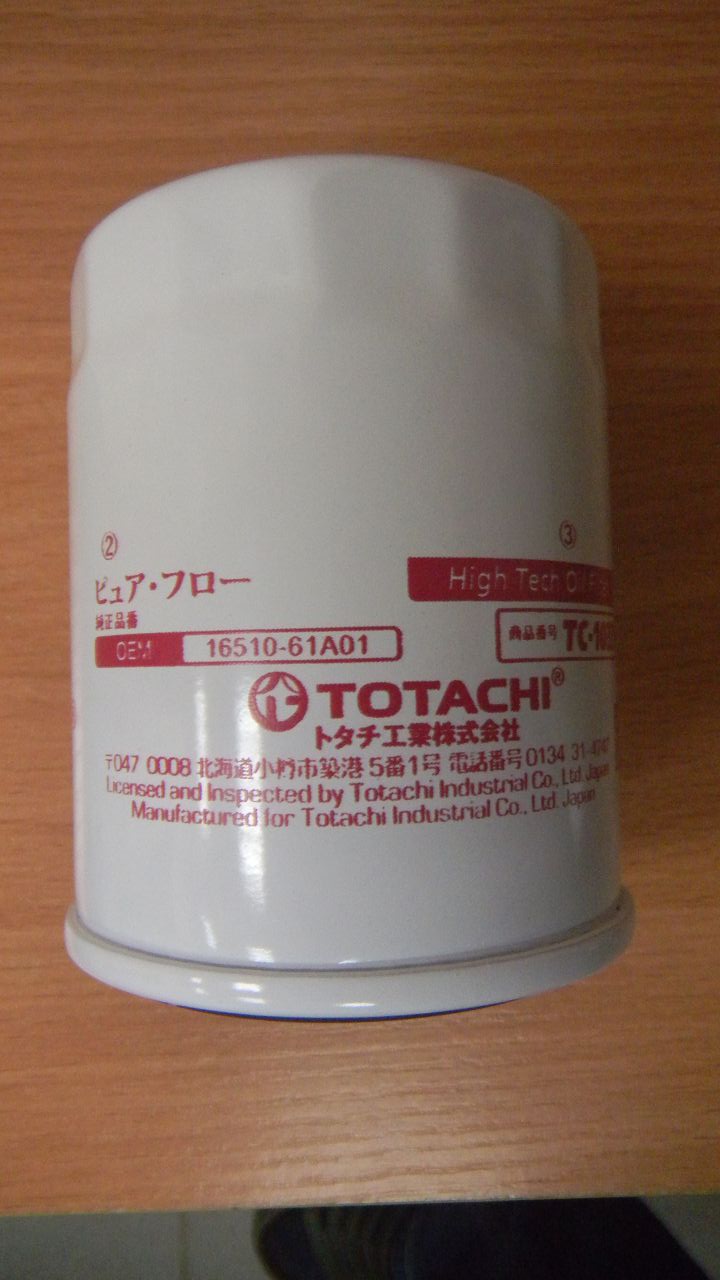 ②
③
ピュア・フロー
High Tech Oil
純正品番
OEM 16510-61A01
商品番号
TOTACHI®
トタチ工業株式会社
〒047 0008 北海道小樽市築港5番1号 電話番号 0134 31-4747
Licensed and Inspected by Totachi Industrial Co., Ltd. Japan
Manufactured for Totachi Industrial Co., Ltd. Japan